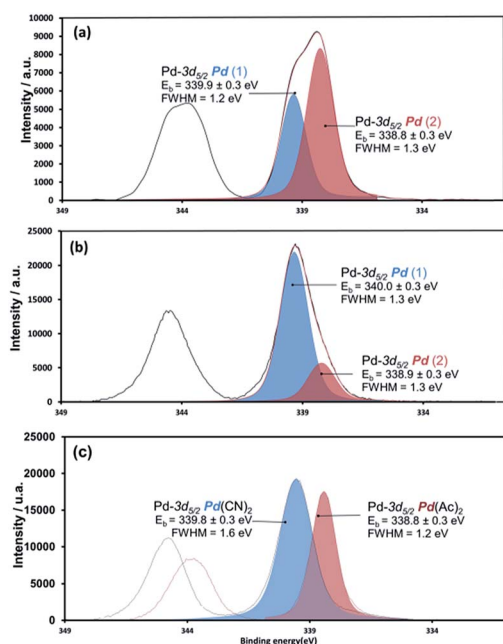 (a)
Intensity / a.u.
10000
9000
8000
7000
6000
5000
4000
3000
2000
1000
0
Pd-3d5/2 Pd (1)
Eb = 339.9 ± 0.3 eV
FWHM = 1.2 eV
Pd-3d5/2 Pd (2)
Eb = 338.8 ± 0.3 eV
FWHM = 1.3 eV
349 344 339 334
(b)
Intensity / a.u.
25000
20000
15000
10000
5000
0
Pd-3d5/2 Pd (1)
Eb = 340.0 ± 0.3 eV
FWHM = 1.3 eV
Pd-3d5/2 Pd (2)
Eb = 338.9 ± 0.3 eV
FWHM = 1.3 eV
349 344 339 334
(c)
Intensity / u.a.
25000
20000
15000
10000
5000
0
Pd-3d5/2 Pd(CN)2
Eb = 339.8 ± 0.3 eV
FWHM = 1.6 eV
Pd-3d5/2 Pd(Ac)2
Eb = 338.8 ± 0.3 eV
FWHM = 1.2 eV
349 344 339 334
Binding energy(eV)